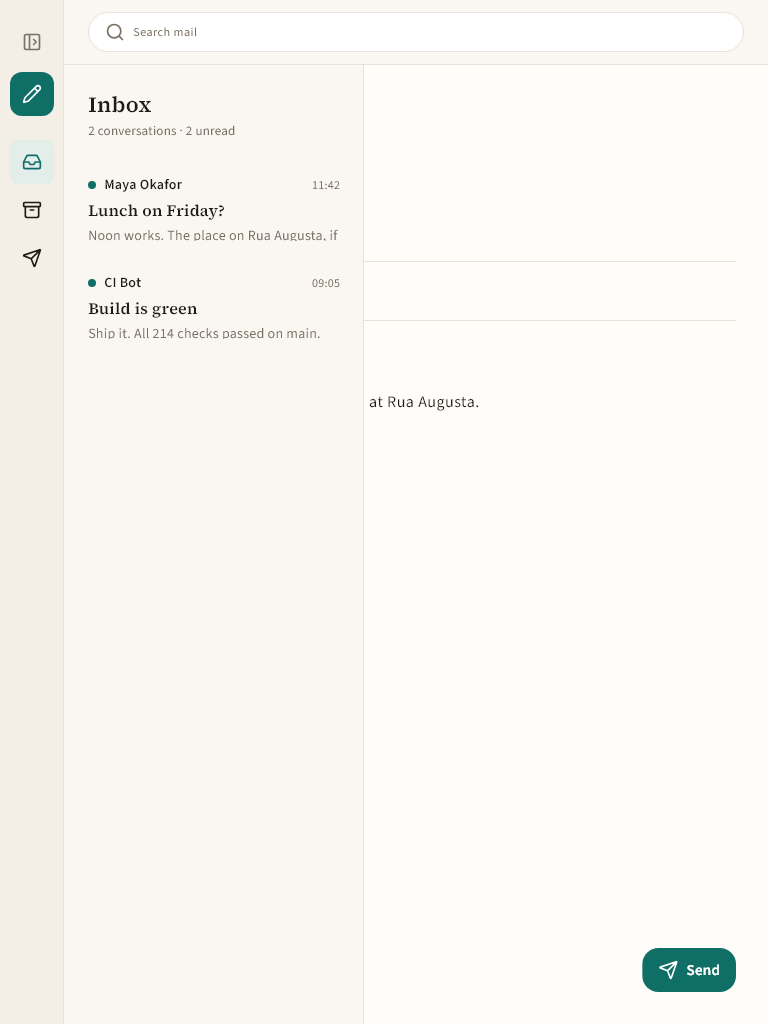 Search mail
Inbox
2 conversations · 2 unread
Maya Okafor 11:42
Lunch on Friday?
Noon works. The place on Rua Augusta, if
CI Bot 09:05
Build is green
Ship it. All 214 checks passed on main.
at Rua Augusta.
Send